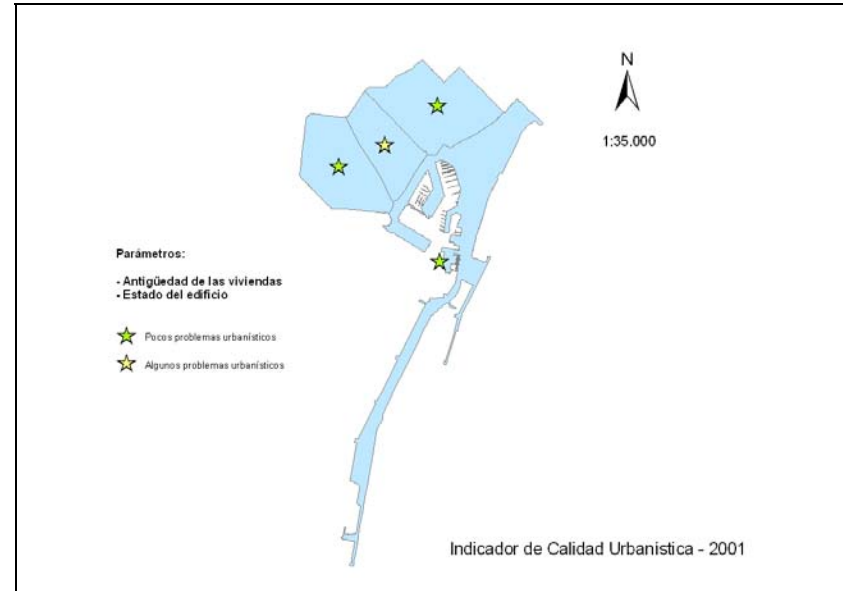 N
1:35.000
Parámetros:
- Antigüedad de las viviendas
- Estado del edificio
Pocos problemas urbanísticos
Algunos problemas urbanísticos
Indicador de Calidad Urbanística - 2001